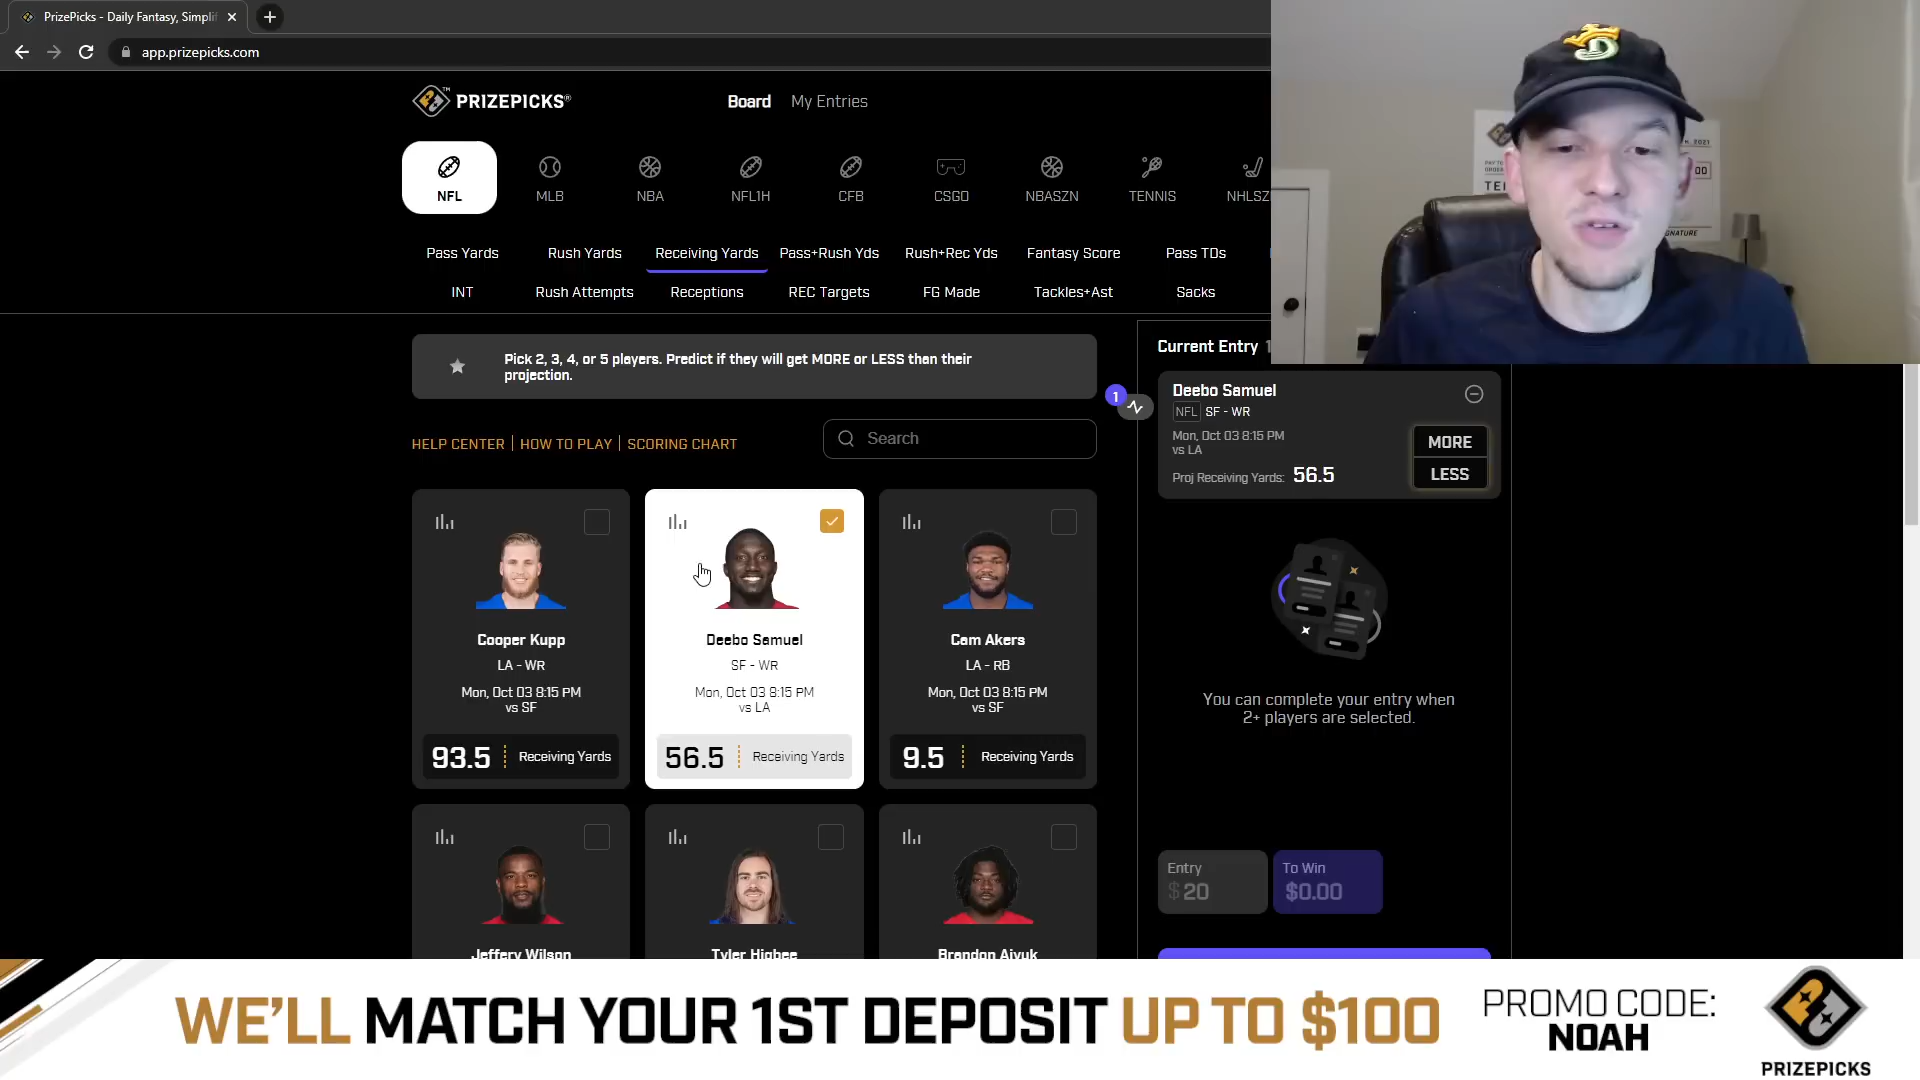 PrizePicks - Daily Fantasy, Simplif
app.prizepicks.com
PRIZEPICKS®
Board
My Entries
NFL
MLB
NBA
NFL1H
CFB
CSGO
NBASZN
TENNIS
NHLSZ
Pass Yards
Rush Yards
Receiving Yards
Pass+Rush Yds
Rush+Rec Yds
Fantasy Score
Pass TDs
INT
Rush Attempts
Receptions
REC Targets
FG Made
Tackles+Ast
Sacks
Pick 2, 3, 4, or 5 players. Predict if they will get MORE or LESS than their
projection.
HELP CENTER | HOW TO PLAY | SCORING CHART
Search
Cooper Kupp
LA - WR
Mon, Oct 03 8:15 PM
vs SF
93.5 Receiving Yards
Deebo Samuel
SF - WR
Mon, Oct 03 8:15 PM
vs LA
56.5 Receiving Yards
Cam Akers
LA - RB
Mon, Oct 03 8:15 PM
vs SF
9.5 Receiving Yards
Jeffery Wilson
Tyler Higbee
Brandon Aiyuk
Current Entry 1
1
Deebo Samuel
NFL SF - WR
Mon, Oct 03 8:15 PM
vs LA
Proj Receiving Yards: 56.5
MORE
LESS
You can complete your entry when
2+ players are selected.
Entry
$20
To Win
$0.00
WE'LL MATCH YOUR 1ST DEPOSIT UP TO $100
PROMO CODE:
NOAH
PRIZEPICKS